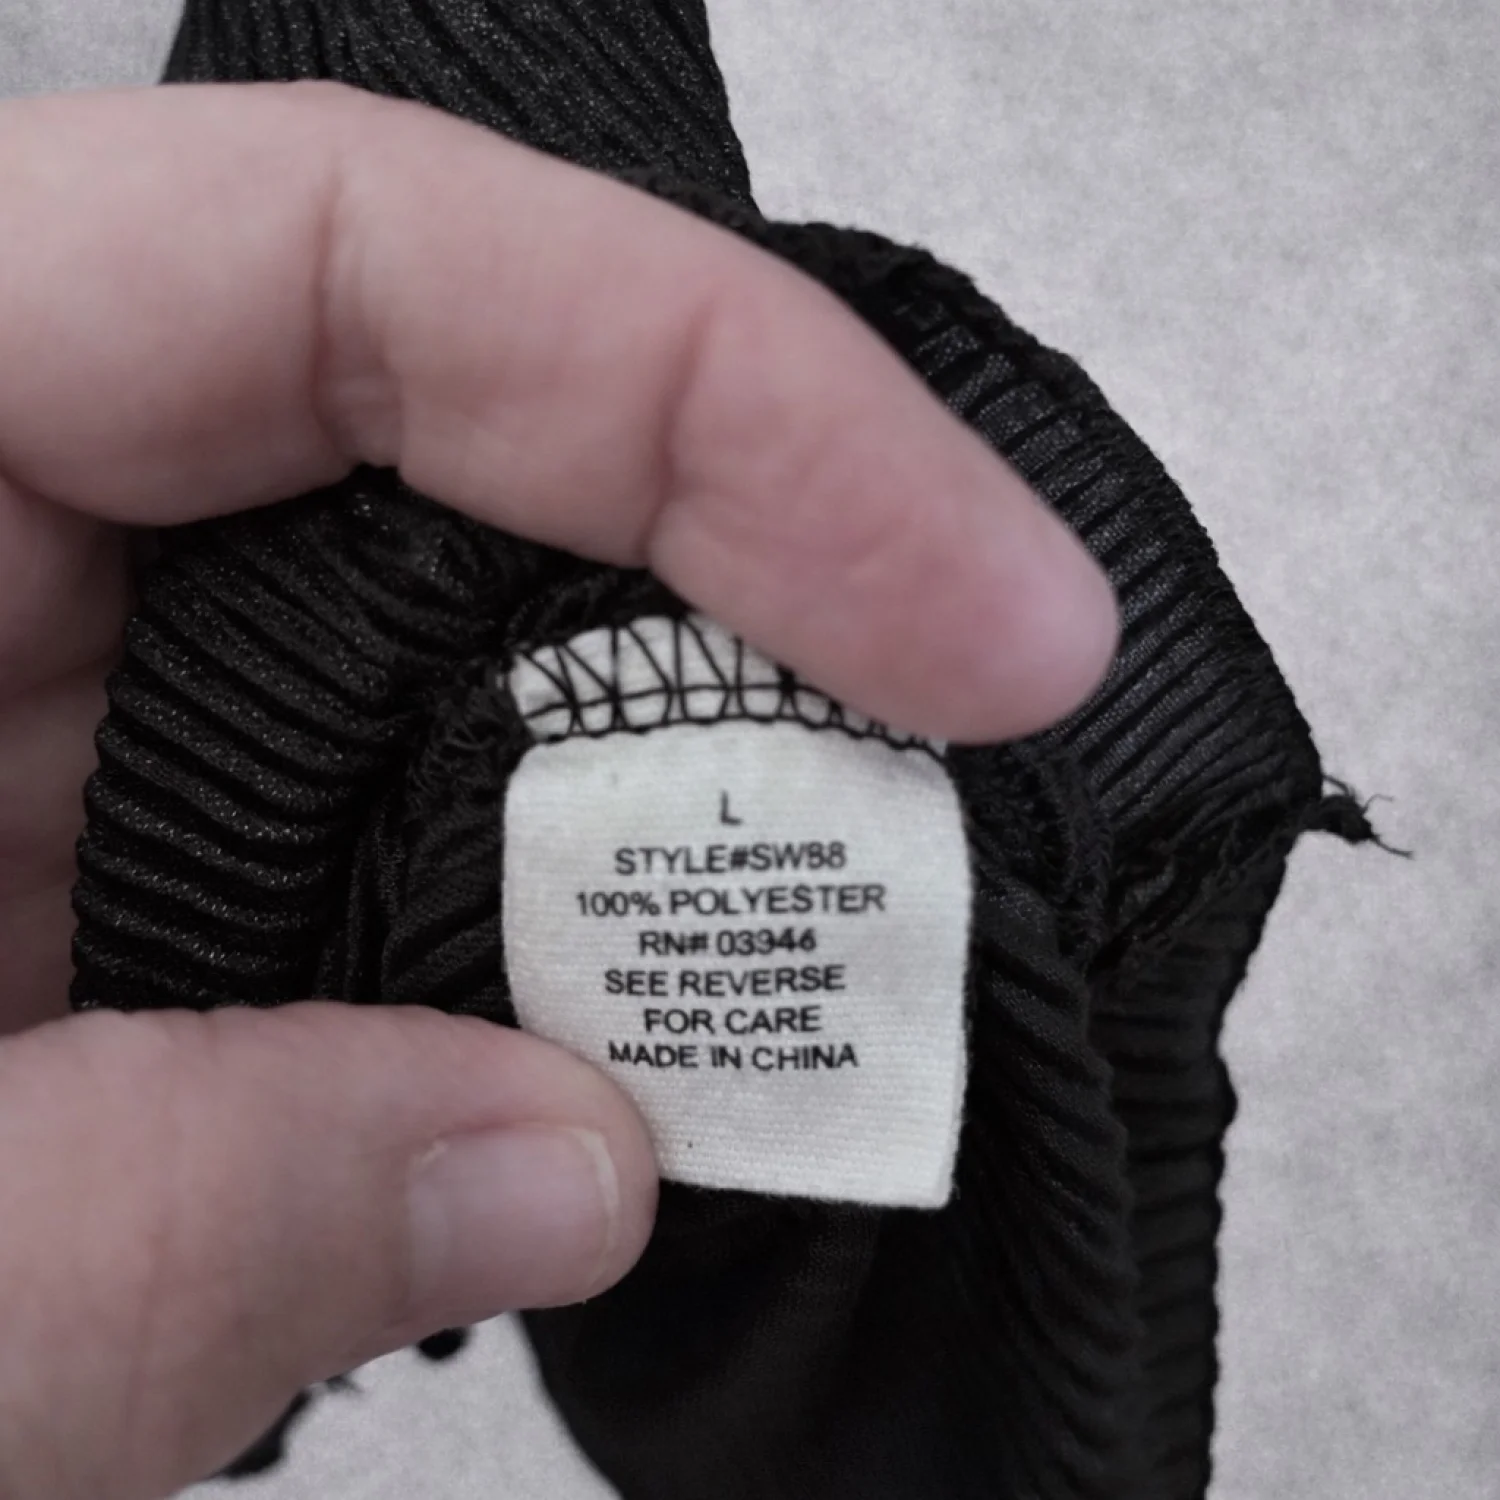 L
STYLE#SW88
100% POLYESTER
RN# 03946
SEE REVERSE
FOR CARE
MADE IN CHINA